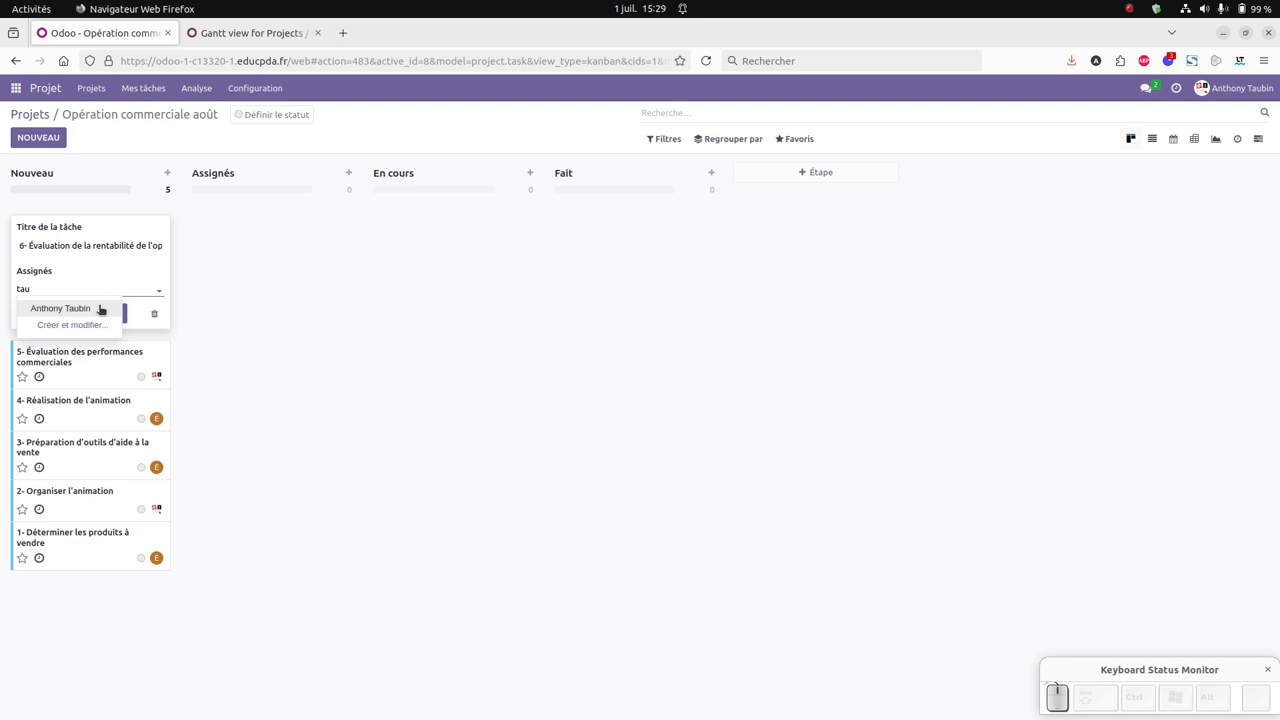 Activités
Navigateur Web Firefox
1 juil. 15:29
99 %
Odoo - Opération comme
Gantt view for Projects /
https://odoo-1-c13320-1.educpda.fr/web#action=483&active_id=8&model=project.task&view_type=kanban&cids=1&
Rechercher
ABP
3
LT
Projet
Projets
Mes tâches
Analyse
Configuration
2
Anthony Taubin
Projets / Opération commerciale août
Définir le statut
Recherche...
NOUVEAU
Filtres
Regrouper par
Favoris
Nouveau
5
Assignés
0
En cours
0
Fait
0
Étape
Titre de la tâche
6- Évaluation de la rentabilité de l'op
Assignés
tau
Anthony Taubin
Créer et modifier...
5- Évaluation des performances
commerciales
4- Réalisation de l'animation
E
3- Préparation d'outils d'aide à la
vente
E
2- Organiser l'animation
1- Déterminer les produits à
vendre
E
Keyboard Status Monitor
Ctrl
Alt